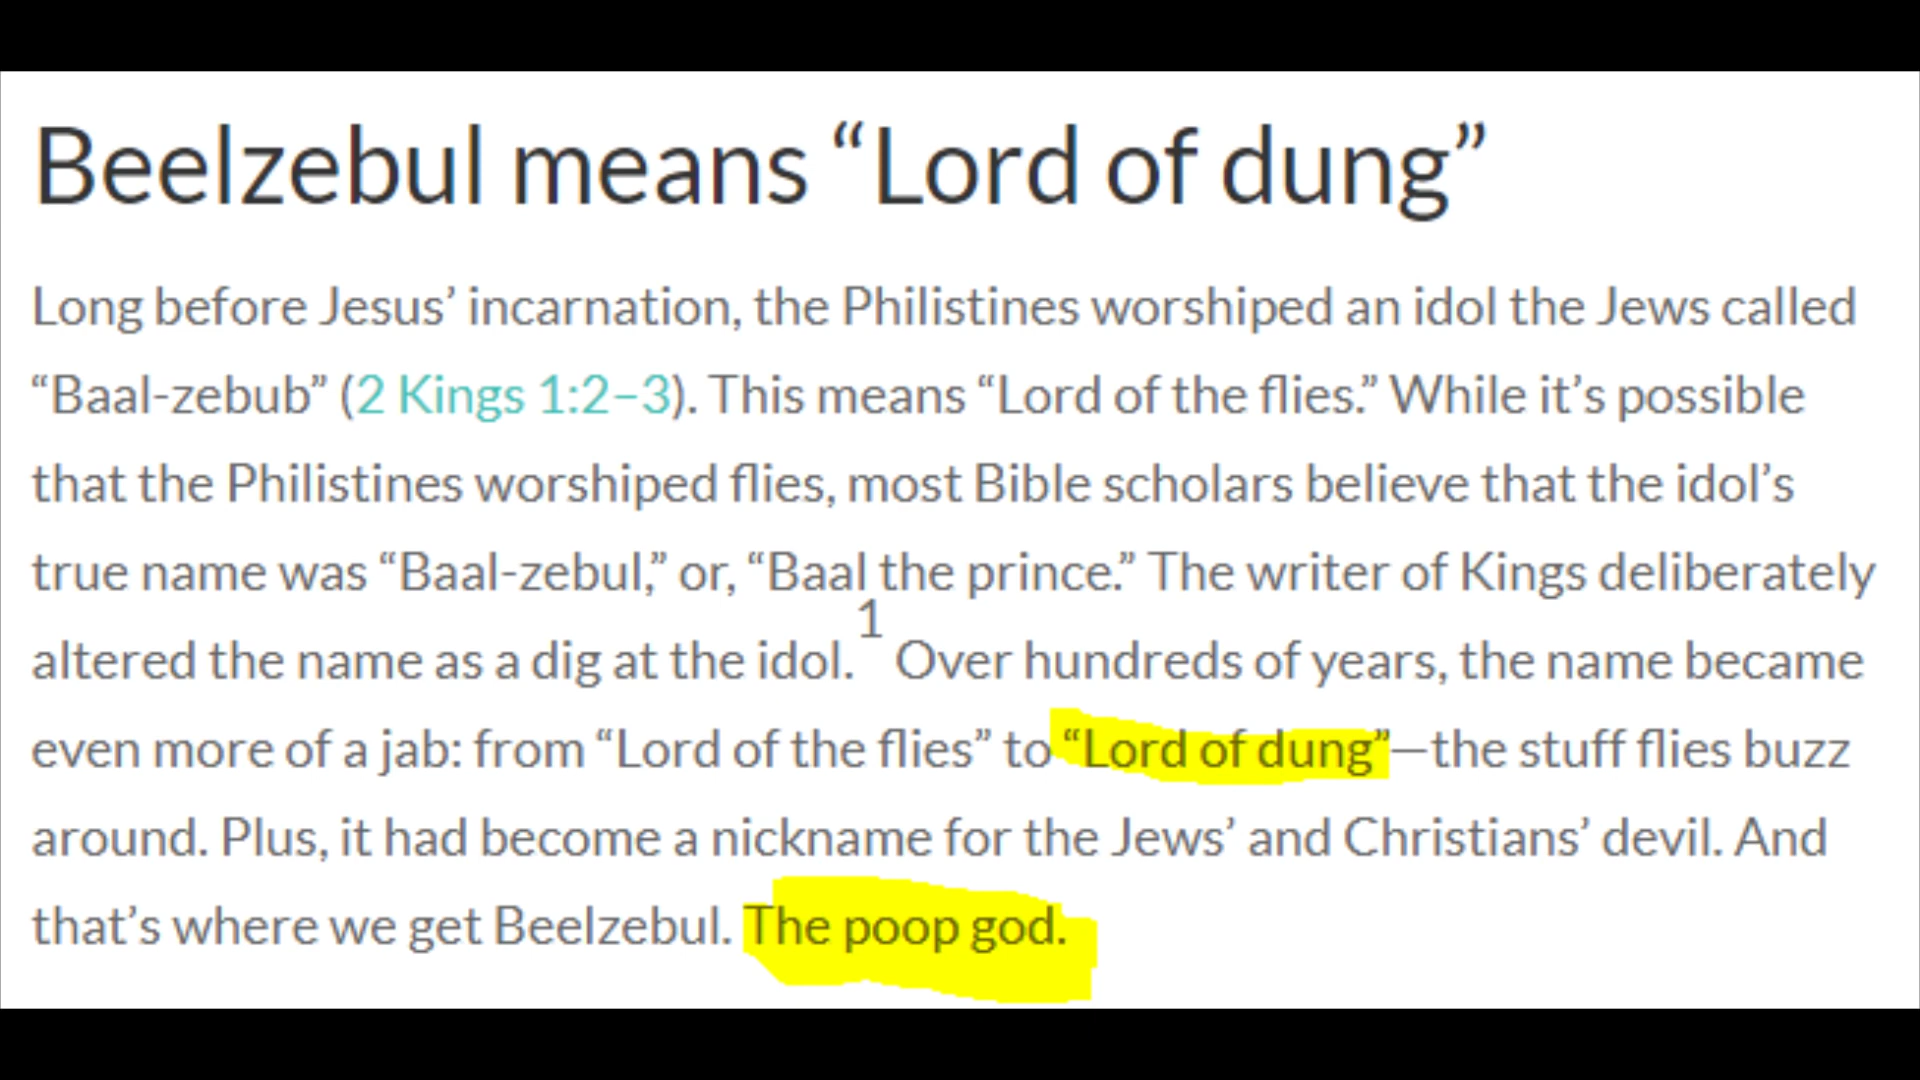 Beelzebul means “Lord of dung”
Long before Jesus’ incarnation, the Philistines worshiped an idol the Jews called
“Baal-zebub” (2 Kings 1:2–3). This means “Lord of the flies.” While it’s possible
that the Philistines worshiped flies, most Bible scholars believe that the idol’s
true name was “Baal-zebul,” or, “Baal the prince.” The writer of Kings deliberately
altered the name as a dig at the idol.1 Over hundreds of years, the name became
even more of a jab: from “Lord of the flies” to “Lord of dung”—the stuff flies buzz
around. Plus, it had become a nickname for the Jews’ and Christians’ devil. And
that’s where we get Beelzebul. The poop god.